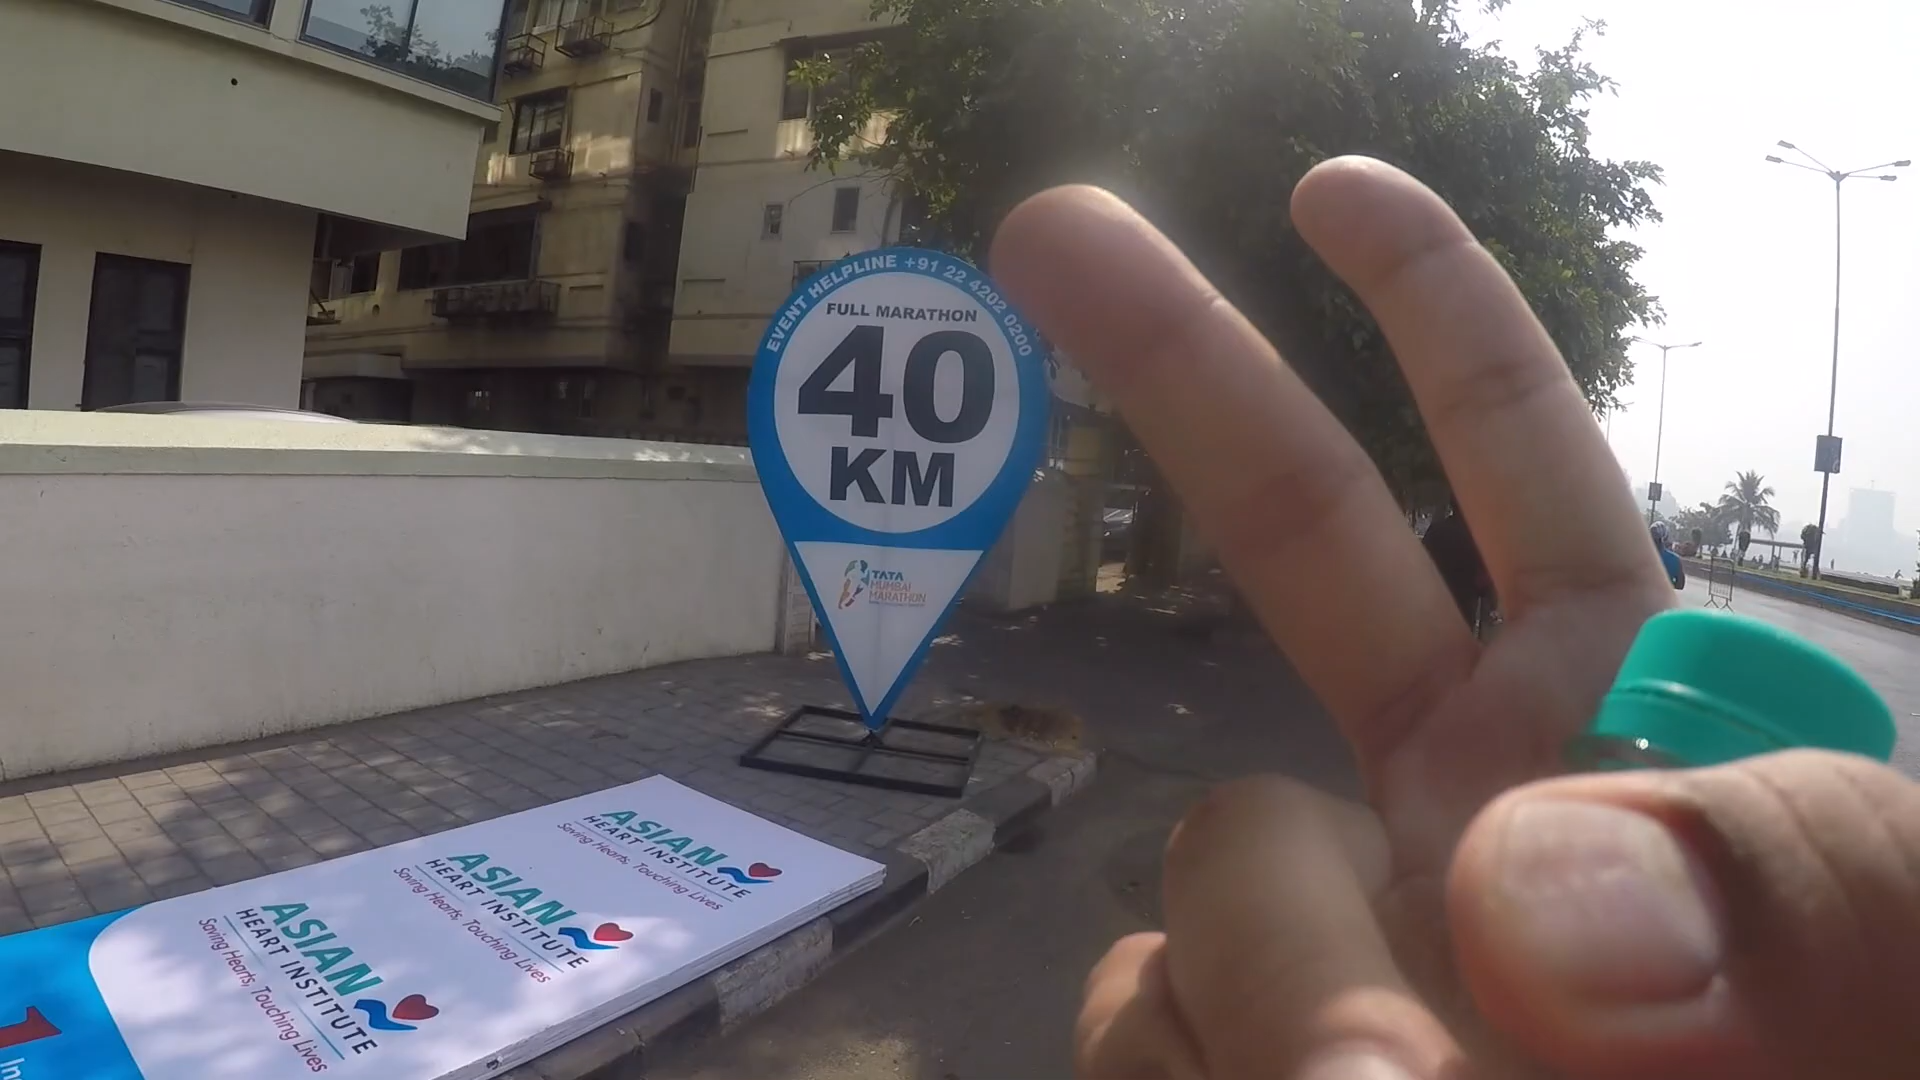 EVENT HELPLINE +91 22 4202 0200
FULL MARATHON
40
KM
TATA
MUMBAI
MARATHON
ASIAN
HEART INSTITUTE
Saving Hearts, Touching Lives
ASIAN
HEART INSTITUTE
Saving Hearts, Touching Lives
ASIAN
HEART INSTITUTE
Saving Hearts, Touching Lives
1